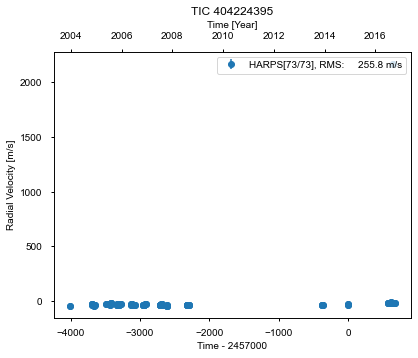 TIC 404224395
Time [Year]
2004 2006 2008 2010 2012 2014 2016
HARPS[73/73], RMS: 255.8 m/s
Radial Velocity [m/s]
2000
1500
1000
500
0
−4000 −3000 −2000 −1000 0
Time - 2457000